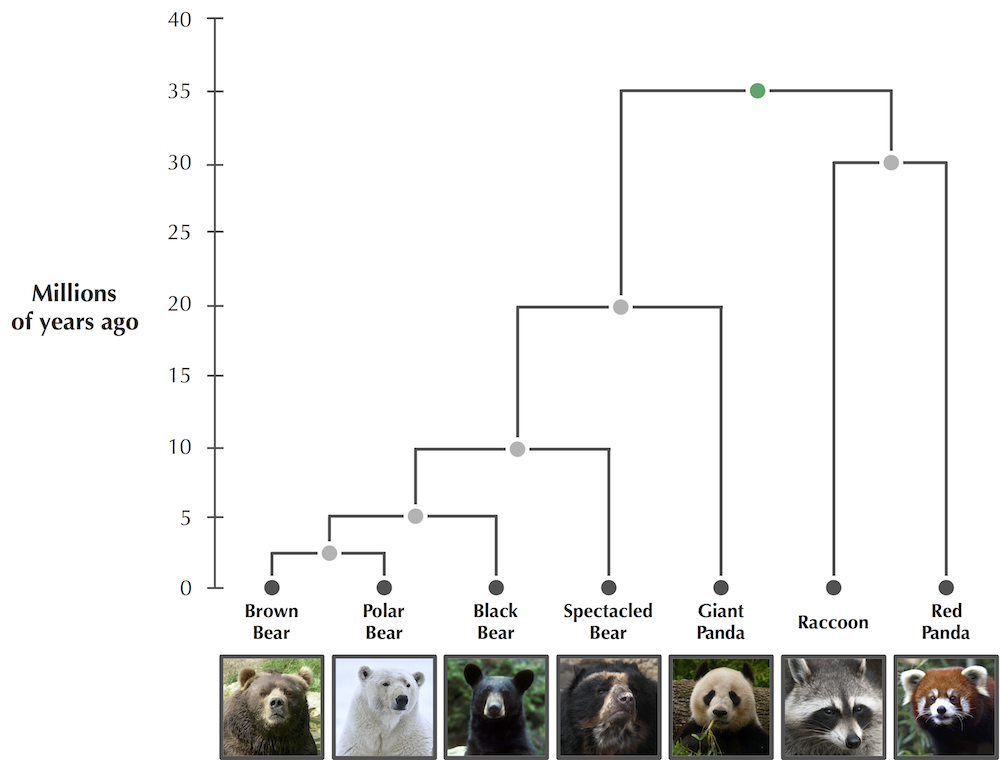 40
35
30
25
20
15
10
5
0
Millions
of years ago
Brown
Bear
Polar
Bear
Black
Bear
Spectacled
Bear
Giant
Panda
Raccoon
Red
Panda